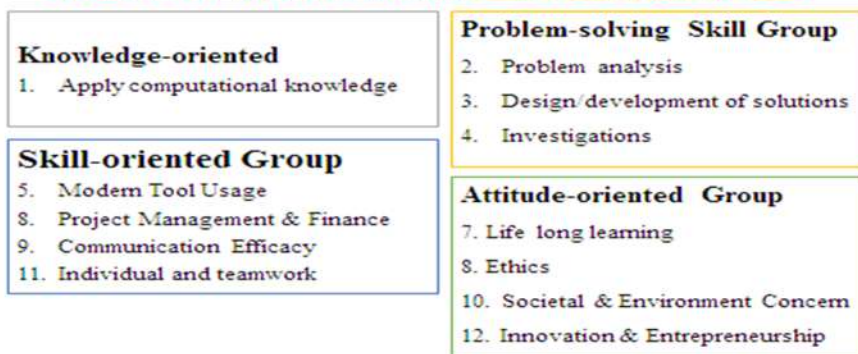 Knowledge-oriented
1. Apply computational knowledge
Problem-solving Skill Group
2. Problem analysis
3. Design/development of solutions
4. Investigations
Skill-oriented Group
5. Modern Tool Usage
8. Project Management & Finance
9. Communication Efficacy
11. Individual and teamwork
Attitude-oriented Group
7. Life long learning
8. Ethics
10. Societal & Environment Concern
12. Innovation & Entrepreneurship